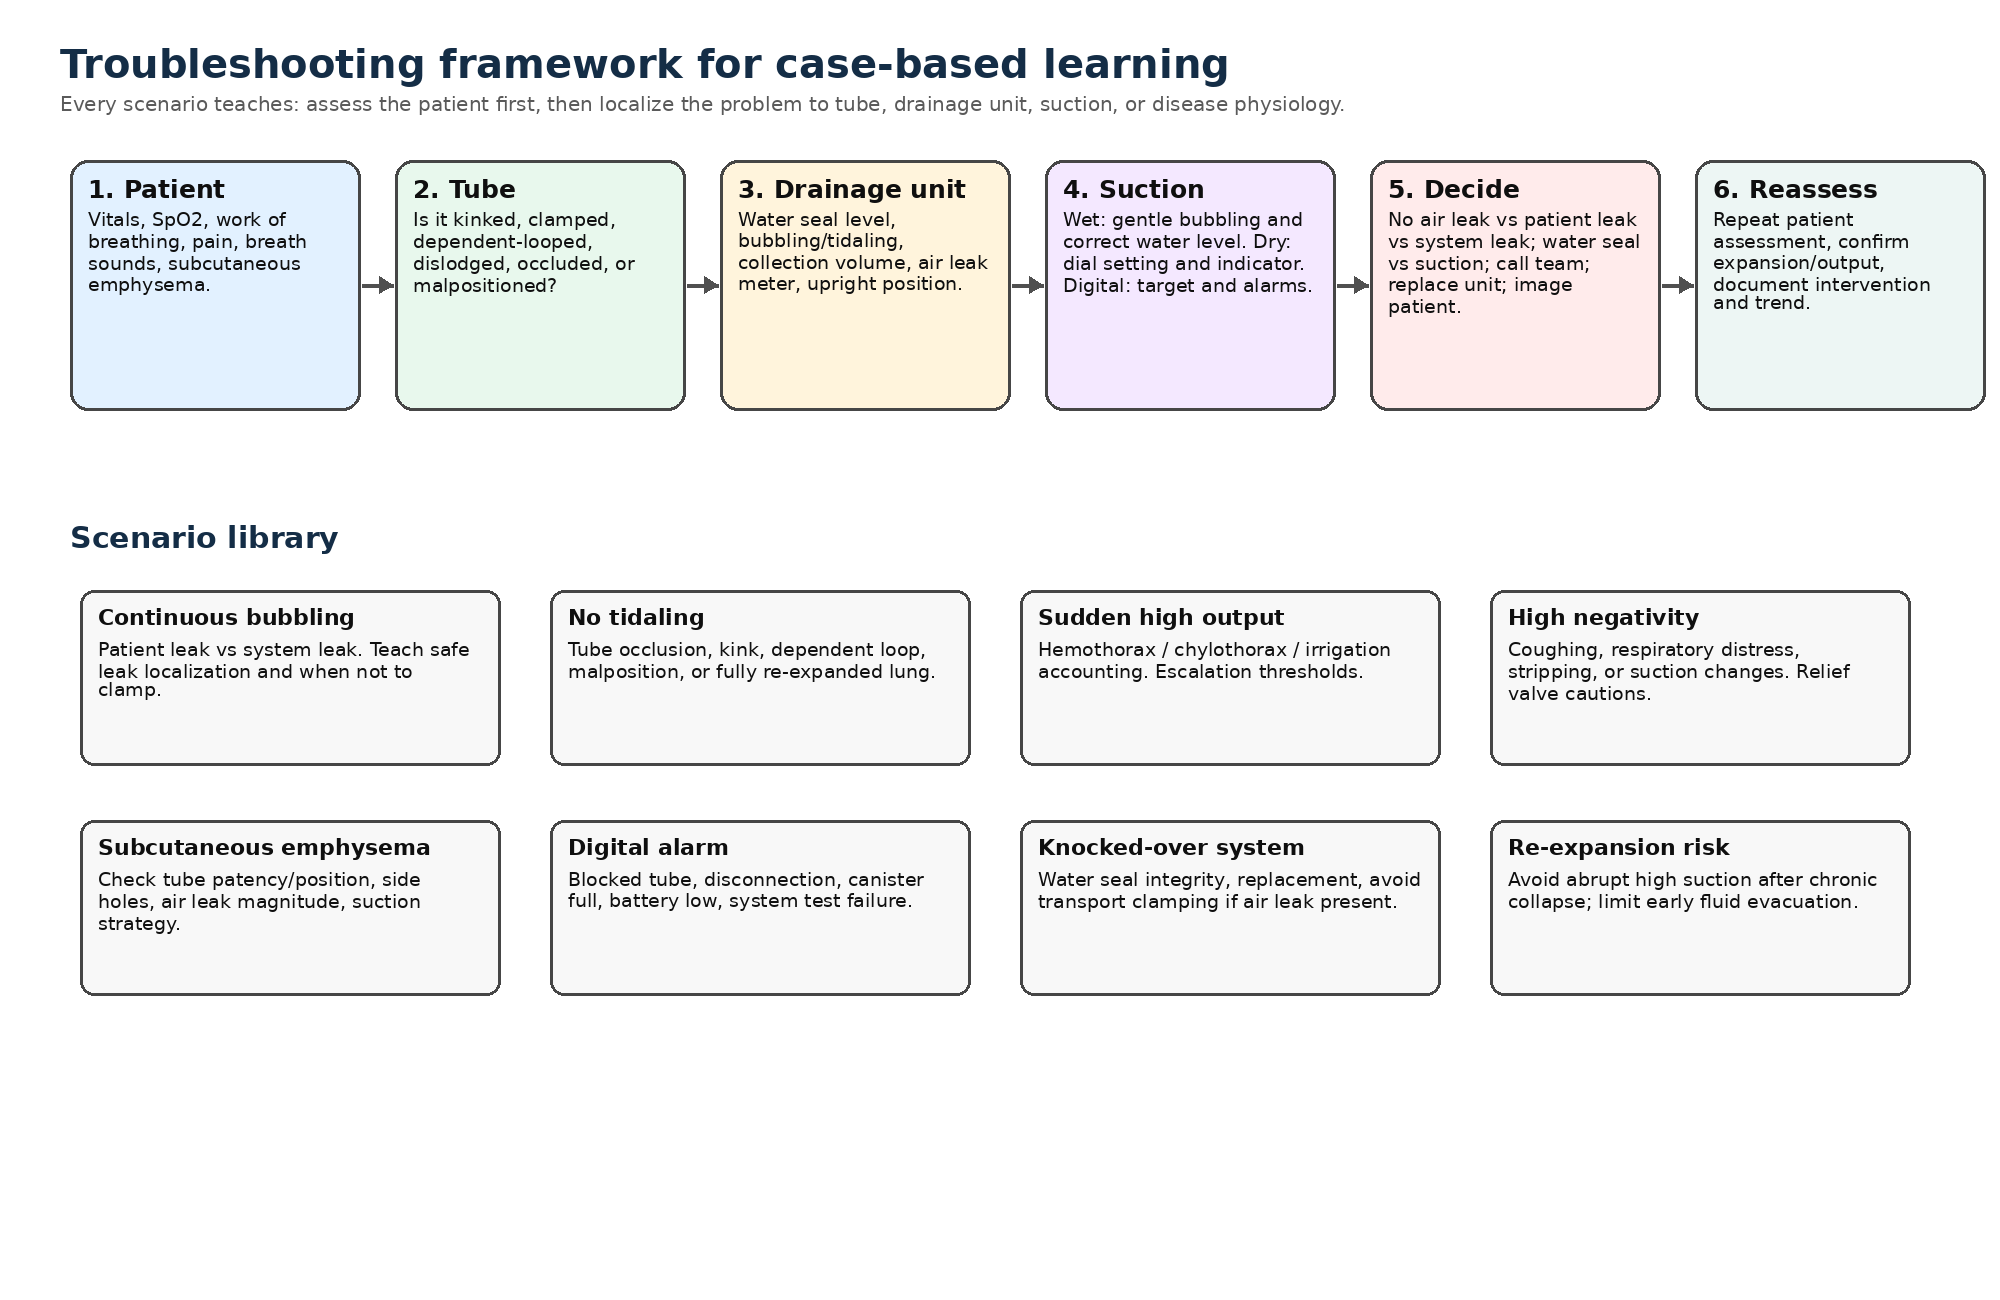 Troubleshooting framework for case-based learning
Every scenario teaches: assess the patient first, then localize the problem to tube, drainage unit, suction, or disease physiology.
1. Patient
Vitals, SpO2, work of
breathing, pain, breath
sounds, subcutaneous
emphysema.
2. Tube
Is it kinked, clamped,
dependent-looped,
dislodged, occluded, or
malpositioned?
3. Drainage unit
Water seal level,
bubbling/tidaling,
collection volume, air leak
meter, upright position.
4. Suction
Wet: gentle bubbling and
correct water level. Dry:
dial setting and indicator.
Digital: target and alarms.
5. Decide
No air leak vs patient leak
vs system leak; water seal
vs suction; call team;
replace unit; image
patient.
6. Reassess
Repeat patient
assessment, confirm
expansion/output,
document intervention
and trend.
Scenario library
Continuous bubbling
Patient leak vs system leak. Teach safe
leak localization and when not to
clamp.
No tidaling
Tube occlusion, kink, dependent loop,
malposition, or fully re-expanded lung.
Sudden high output
Hemothorax / chylothorax / irrigation
accounting. Escalation thresholds.
High negativity
Coughing, respiratory distress,
stripping, or suction changes. Relief
valve cautions.
Subcutaneous emphysema
Check tube patency/position, side
holes, air leak magnitude, suction
strategy.
Digital alarm
Blocked tube, disconnection, canister
full, battery low, system test failure.
Knocked-over system
Water seal integrity, replacement, avoid
transport clamping if air leak present.
Re-expansion risk
Avoid abrupt high suction after chronic
collapse; limit early fluid evacuation.